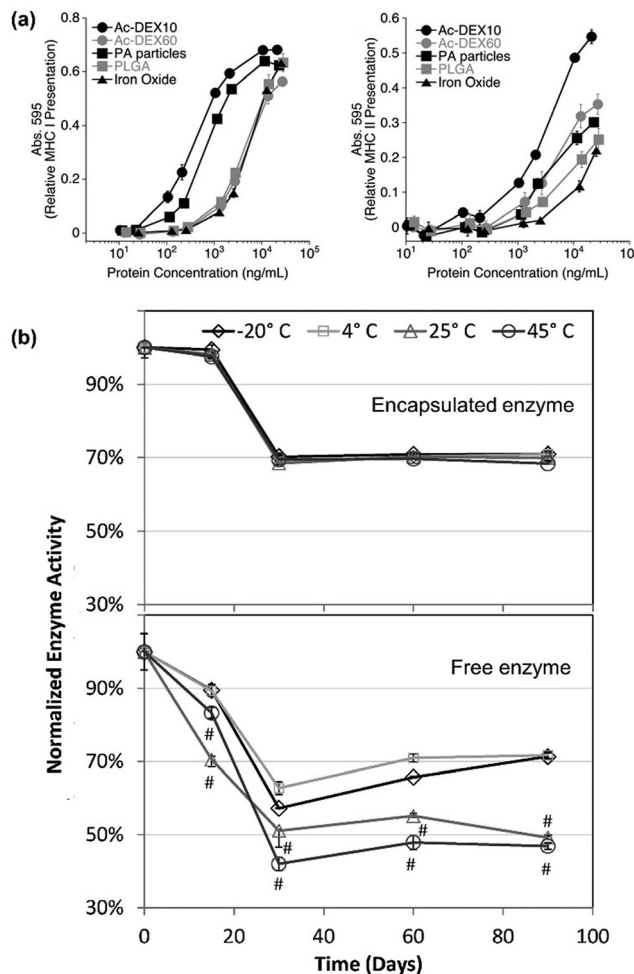 (a)
Ac-DEX10
Ac-DEX60
PA particles
PLGA
Iron Oxide
Abs. 595
(Relative MHC I Presentation)
0.8
0.6
0.4
0.2
0
10¹ 10² 10³ 10⁴ 10⁵
Protein Concentration (ng/mL)
Ac-DEX10
Ac-DEX60
PA particles
PLGA
Iron Oxide
Abs. 595
(Relative MHC II Presentation)
0.6
0.5
0.4
0.3
0.2
0.1
0
10¹ 10² 10³ 10⁴
Protein Concentration (ng/mL)
(b)
-20° C 4° C 25° C 45° C
Encapsulated enzyme
90%
70%
50%
30%
Normalized Enzyme Activity
Free enzyme
90%
70%
50%
30%
# # # # # # # #
0 20 40 60 80 100
Time (Days)